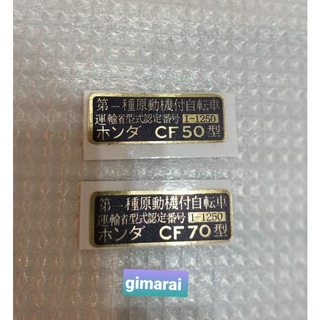 第一種原動機付自転車
運輸省型式認定番号 I-1250
ホンダ CF50型
第一種原動機付自転車
運輸省型式認定番号 I-1250
ホンダ CF70型
gimarai